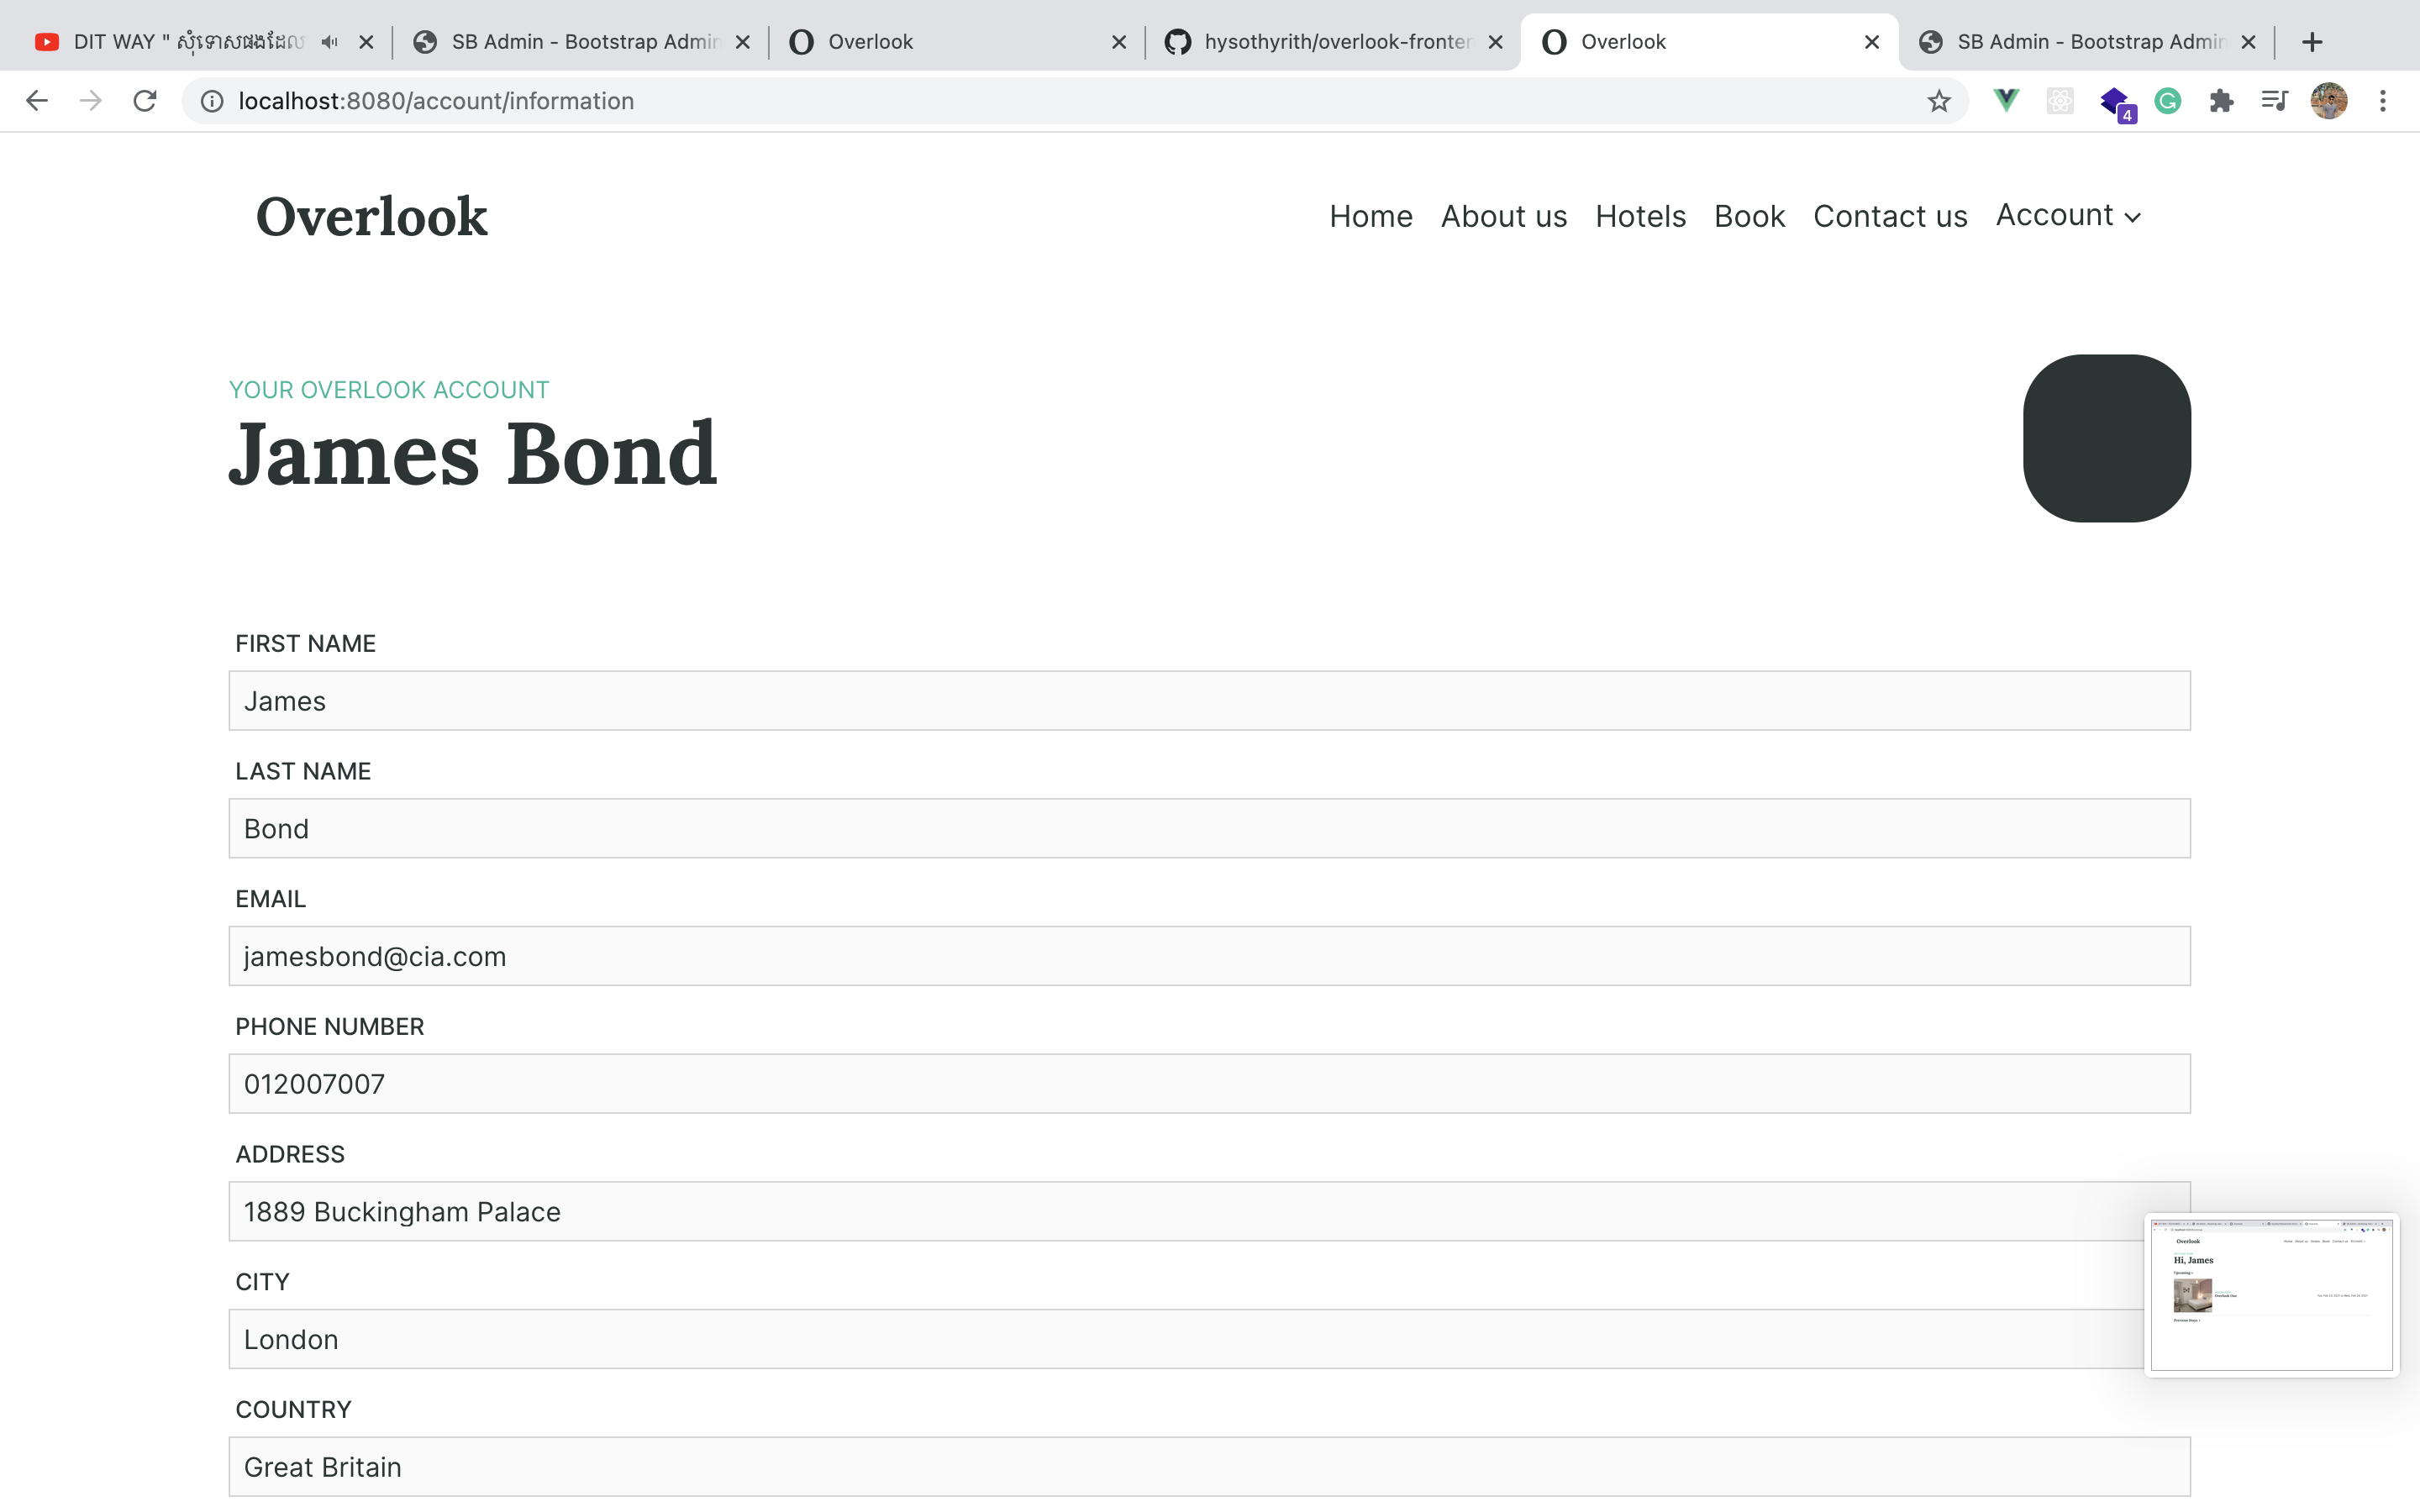 DIT WAY " សុំទោសផងដែល
SB Admin - Bootstrap Admin
Overlook
hysothyrith/overlook-fronten
Overlook
SB Admin - Bootstrap Admin
localhost:8080/account/information
4
Overlook
Home
About us
Hotels
Book
Contact us
Account
YOUR OVERLOOK ACCOUNT
James Bond
FIRST NAME
James
LAST NAME
Bond
EMAIL
jamesbond@cia.com
PHONE NUMBER
012007007
ADDRESS
1889 Buckingham Palace
CITY
London
COUNTRY
Great Britain
Overlook
Hi, James